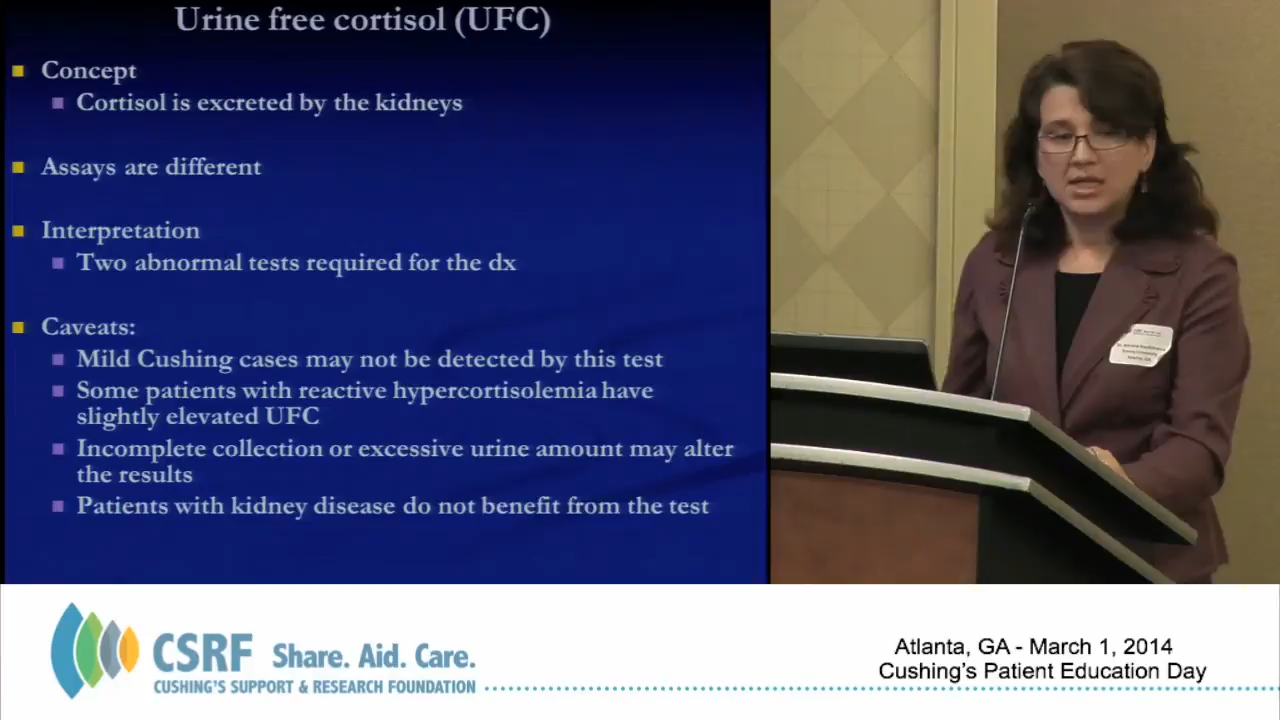 Urine free cortisol (UFC)
Concept
Cortisol is excreted by the kidneys
Assays are different
Interpretation
Two abnormal tests required for the dx
Caveats:
Mild Cushing cases may not be detected by this test
Some patients with reactive hypercortisolemia have
slightly elevated UFC
Incomplete collection or excessive urine amount may alter
the results
Patients with kidney disease do not benefit from the test
CSRF Share. Aid. Care.
CUSHING'S SUPPORT & RESEARCH FOUNDATION
Atlanta, GA - March 1, 2014
Cushing's Patient Education Day